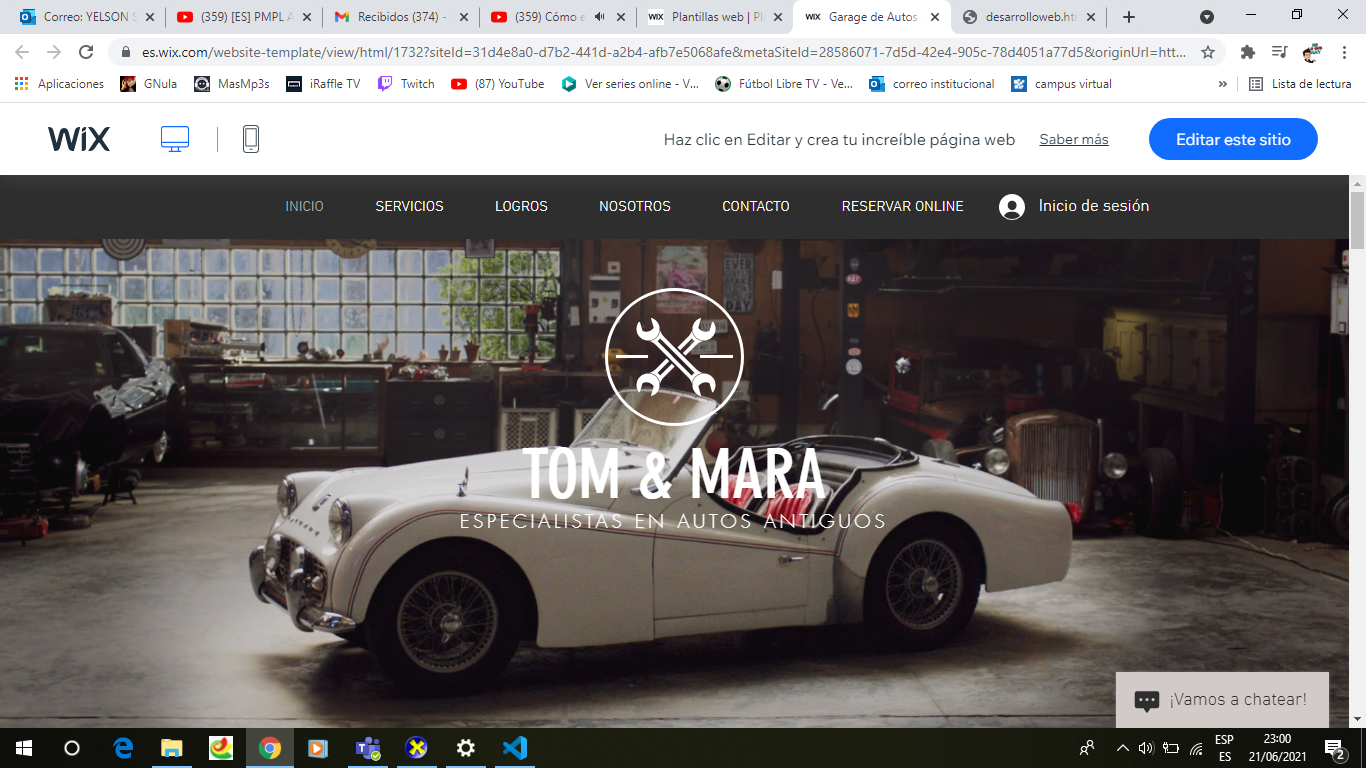 Correo: YELSON S
(359) [ES] PMPL A
Recibidos (374) -
(359) Cómo e
WIX Plantillas web | Pl
WIX Garage de Autos
desarrolloweb.ht
es.wix.com/website-template/view/html/1732?siteId=31d4e8a0-d7b2-441d-a2b4-afb7e5068afe&metaSiteId=28586071-7d5d-42e4-905c-78d4051a77d5&originUrl=htt...
Aplicaciones
GNula
MasMp3s
iRaffle TV
Twitch
(87) YouTube
Ver series online - V...
Fútbol Libre TV - Ve...
correo institucional
campus virtual
»
Lista de lectura
WiX
Haz clic en Editar y crea tu increíble página web
Saber más
Editar este sitio
INICIO
SERVICIOS
LOGROS
NOSOTROS
CONTACTO
RESERVAR ONLINE
Inicio de sesión
TOM & MARA
ESPECIALISTAS EN AUTOS ANTIGUOS
¡Vamos a chatear!
ESP
ES
23:00
21/06/2021
2